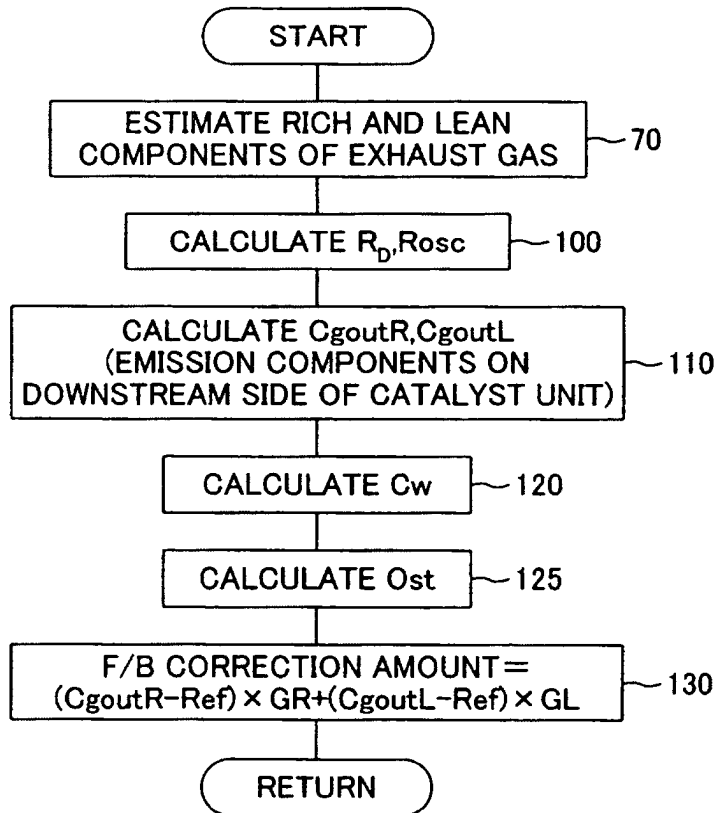 START
ESTIMATE RICH AND LEAN
COMPONENTS OF EXHAUST GAS
70
CALCULATE R_D,Rosc
100
CALCULATE CgoutR,CgoutL
(EMISSION COMPONENTS ON
DOWNSTREAM SIDE OF CATALYST UNIT)
110
CALCULATE Cw
120
CALCULATE Ost
125
F/B CORRECTION AMOUNT=
(CgoutR-Ref)×GR+(CgoutL-Ref)×GL
130
RETURN